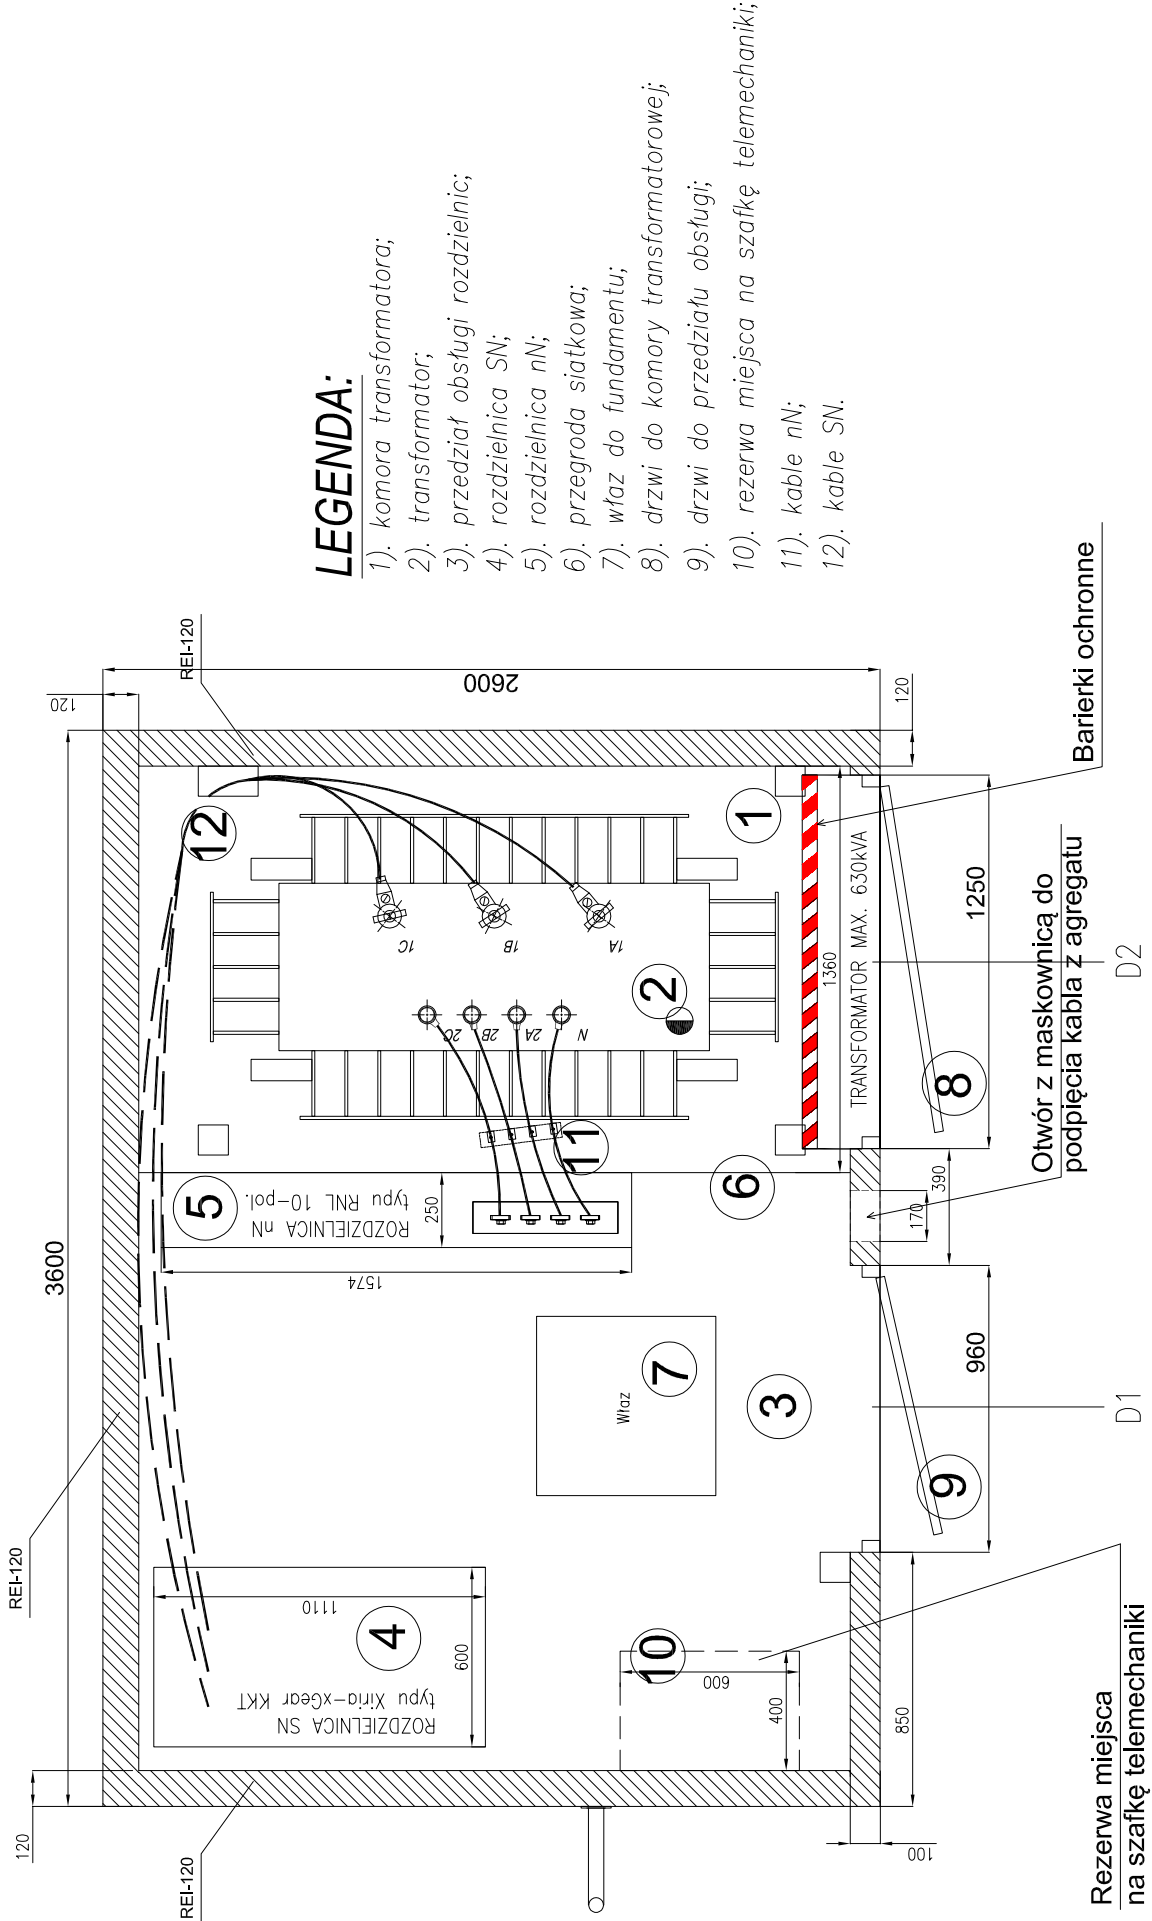 LEGENDA:
1). komora transformatora;
2). transformator;
3). przedział obsługi rozdzielnic;
4). rozdzielnica SN;
5). rozdzielnica nN;
6). przegroda siatkowa;
7). właz do fundamentu;
8). drzwi do komory transformatorowej;
9). drzwi do przedziału obsługi;
10). rezerwa miejsca na szafkę telemechaniki;
11). kable nN;
12). kable SN.
REI-120
REI-120
REI-120
3600
2600
120
120
120
12
1
1C
1B
1A
2C
2B
2A
N
2
11
TRANSFORMATOR MAX. 630kVA
1360
1250
Barierki ochronne
Otwór z maskownicą do
podpięcia kabla z agregatu
D2
8
5
ROZDZIELNICA nN
typu RNL 10-pol.
250
1574
6
390
170
Właz
7
3
960
D1
9
ROZDZIELNICA SN
typu Xiria-xGear KKT
1110
600
4
10
600
400
850
100
Rezerwa miejsca
na szafkę telemechaniki